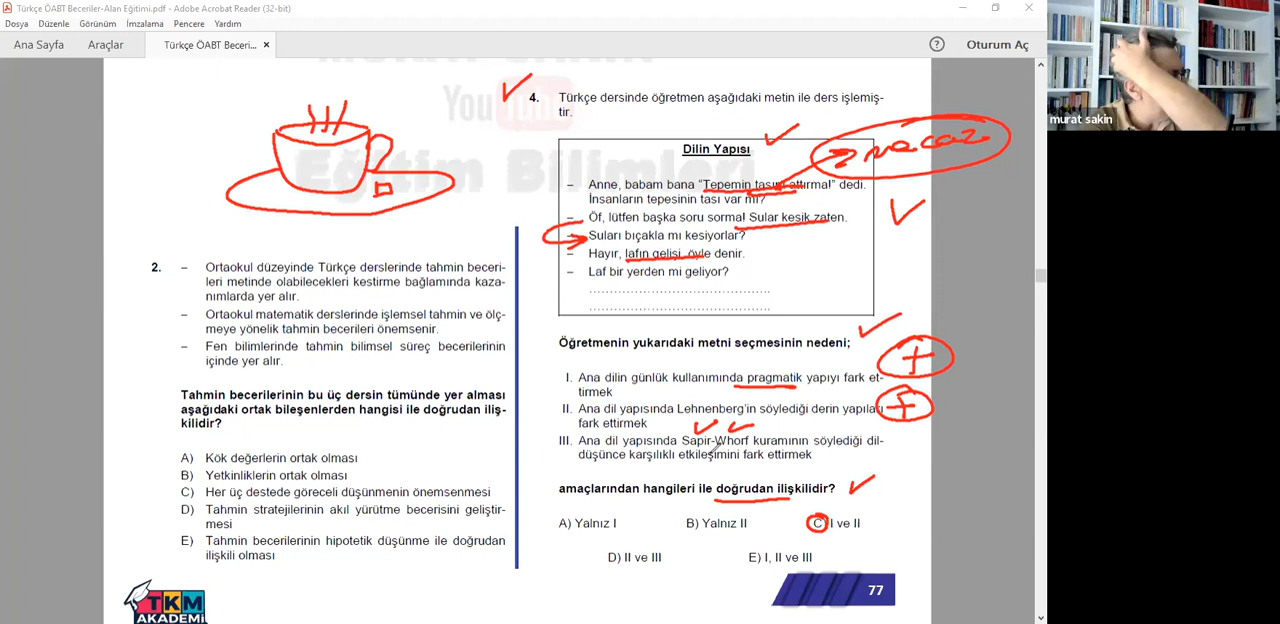 Türkçe ÖABT Beceriler-Alan Eğitimi.pdf - Adobe Acrobat Reader (32-bit)
Dosya Düzenle Görünüm İmzalama Pencere Yardım
Ana Sayfa Araçlar Türkçe ÖABT Beceri... × ? Oturum Aç
YouTube
Eğitim Bilimleri
2. – Ortaokul düzeyinde Türkçe derslerinde tahmin beceri-
leri metinde olabilecekleri kestirme bağlamında kaza-
nımlarda yer alır.
– Ortaokul matematik derslerinde işlemsel tahmin ve ölç-
meye yönelik tahmin becerileri önemsenir.
– Fen bilimlerinde tahmin bilimsel süreç becerilerinin
içinde yer alır.
Tahmin becerilerinin bu üç dersin tümünde yer alması
aşağıdaki ortak bileşenlerden hangisi ile doğrudan iliş-
kilidir?
A) Kök değerlerin ortak olması
B) Yetkinliklerin ortak olması
C) Her üç destede göreceli düşünmenin önemsenmesi
D) Tahmin stratejilerinin akıl yürütme becerisini geliştir-
mesi
E) Tahmin becerilerinin hipotetik düşünme ile doğrudan
ilişkili olması
TKM
AKADEMİ
4. Türkçe dersinde öğretmen aşağıdaki metin ile ders işlemiş-
tir.
Dilin Yapısı
mecaz
– Anne, babam bana “Tepemin tasını attırma!” dedi.
İnsanların tepesinin tası var mı?
– Öf, lütfen başka soru sorma! Sular kesik zaten.
– Suları bıçakla mı kesiyorlar?
– Hayır, lafın gelişi öyle denir.
– Laf bir yerden mi geliyor?
................................................
................................................
Öğretmenin yukarıdaki metni seçmesinin nedeni;
I. Ana dilin günlük kullanımında pragmatik yapıyı fark et-
tirmek
II. Ana dil yapısında Lehnenberg'in söylediği derin yapıları
fark ettirmek
III. Ana dil yapısında Sapir-Whorf kuramının söylediği dil-
düşünce karşılıklı etkileşimini fark ettirmek
amaçlarından hangileri ile doğrudan ilişkilidir?
A) Yalnız I B) Yalnız II C) I ve II
D) II ve III E) I, II ve III
77
murat sakin